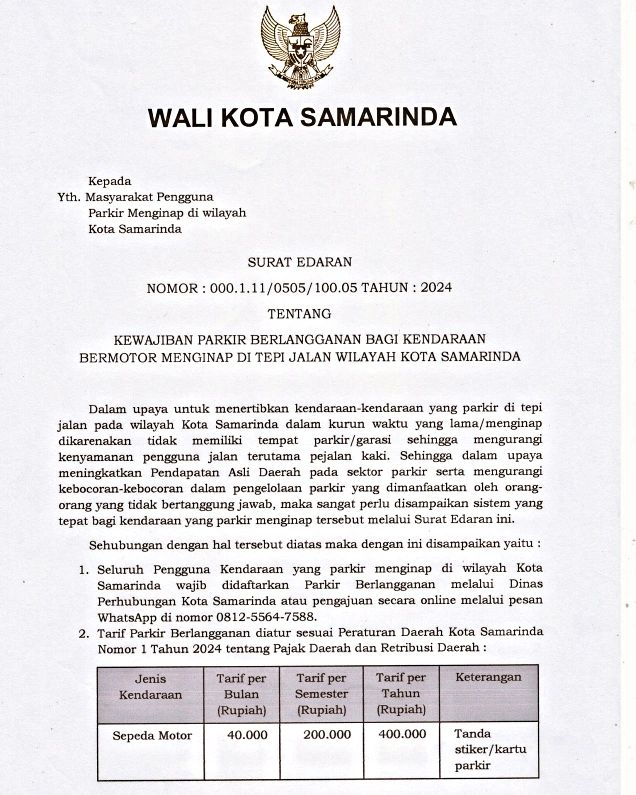 WALI KOTA SAMARINDA
Kepada
Yth. Masyarakat Pengguna
Parkir Menginap di wilayah
Kota Samarinda
SURAT EDARAN
NOMOR : 000.1.11/0505/100.05 TAHUN : 2024
TENTANG
KEWAJIBAN PARKIR BERLANGGANAN BAGI KENDARAAN
BERMOTOR MENGINAP DI TEPI JALAN WILAYAH KOTA SAMARINDA
Dalam upaya untuk menertibkan kendaraan-kendaraan yang parkir di tepi
jalan pada wilayah Kota Samarinda dalam kurun waktu yang lama/menginap
dikarenakan tidak memiliki tempat parkir/garasi sehingga mengurangi
kenyamanan pengguna jalan terutama pejalan kaki. Sehingga dalam upaya
meningkatkan Pendapatan Asli Daerah pada sektor parkir serta mengurangi
kebocoran-kebocoran dalam pengelolaan parkir yang dimanfaatkan oleh orang-
orang yang tidak bertanggung jawab, maka sangat perlu disampaikan sistem yang
tepat bagi kendaraan yang parkir menginap tersebut melalui Surat Edaran ini.
Sehubungan dengan hal tersebut diatas maka dengan ini disampaikan yaitu :
1. Seluruh Pengguna Kendaraan yang parkir menginap di wilayah Kota
Samarinda wajib didaftarkan Parkir Berlangganan melalui Dinas
Perhubungan Kota Samarinda atau pengajuan secara online melalui pesan
WhatsApp di nomor 0812-5564-7588.
2. Tarif Parkir Berlangganan diatur sesuai Peraturan Daerah Kota Samarinda
Nomor 1 Tahun 2024 tentang Pajak Daerah dan Retribusi Daerah :
Jenis Kendaraan
Tarif per Bulan (Rupiah)
Tarif per Semester (Rupiah)
Tarif per Tahun (Rupiah)
Keterangan
Sepeda Motor
40.000
200.000
400.000
Tanda
stiker/kartu
parkir